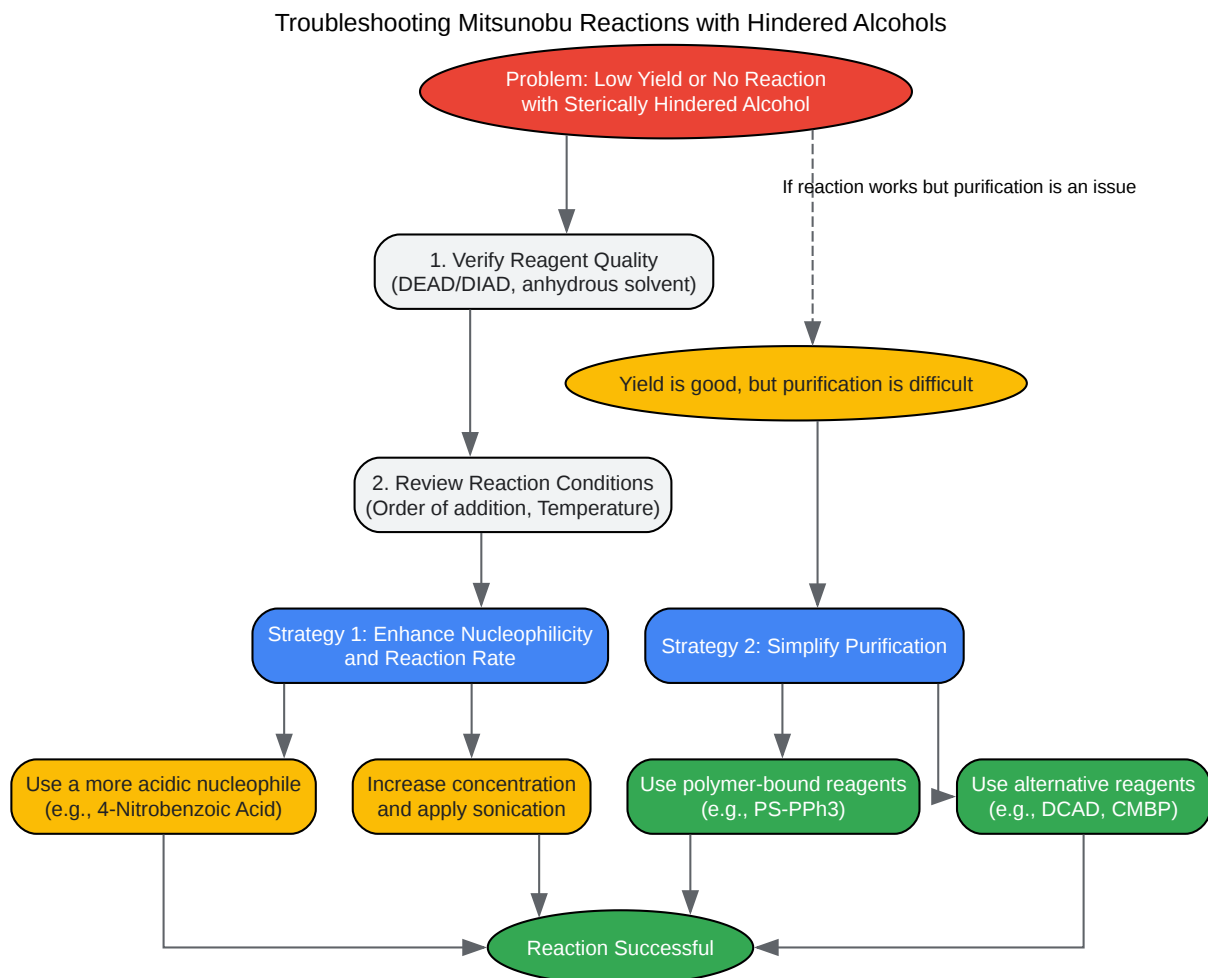 Troubleshooting Mitsunobu Reactions with Hindered Alcohols
Problem: Low Yield or No Reaction
with Sterically Hindered Alcohol
If reaction works but purification is an issue
1. Verify Reagent Quality
(DEAD/DIAD, anhydrous solvent)
Yield is good, but purification is difficult
2. Review Reaction Conditions
(Order of addition, Temperature)
Strategy 1: Enhance Nucleophilicity
and Reaction Rate
Strategy 2: Simplify Purification
Use a more acidic nucleophile
(e.g., 4-Nitrobenzoic Acid)
Increase concentration
and apply sonication
Use polymer-bound reagents
(e.g., PS-PPh3)
Use alternative reagents
(e.g., DCAD, CMBP)
Reaction Successful